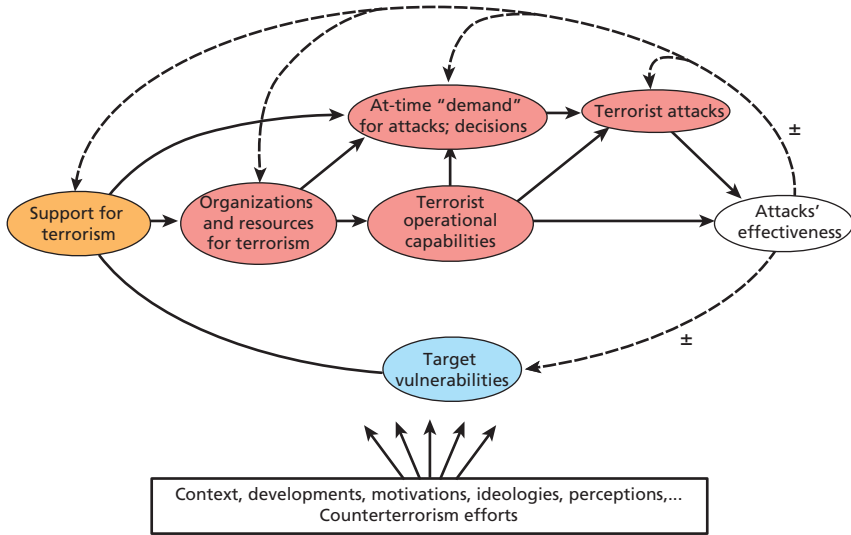 At-time “demand”
for attacks; decisions
Terrorist attacks
±
Support for
terrorism
Organizations
and resources
for terrorism
Terrorist
operational
capabilities
Attacks’
effectiveness
±
Target
vulnerabilities
Context, developments, motivations, ideologies, perceptions,...
Counterterrorism efforts